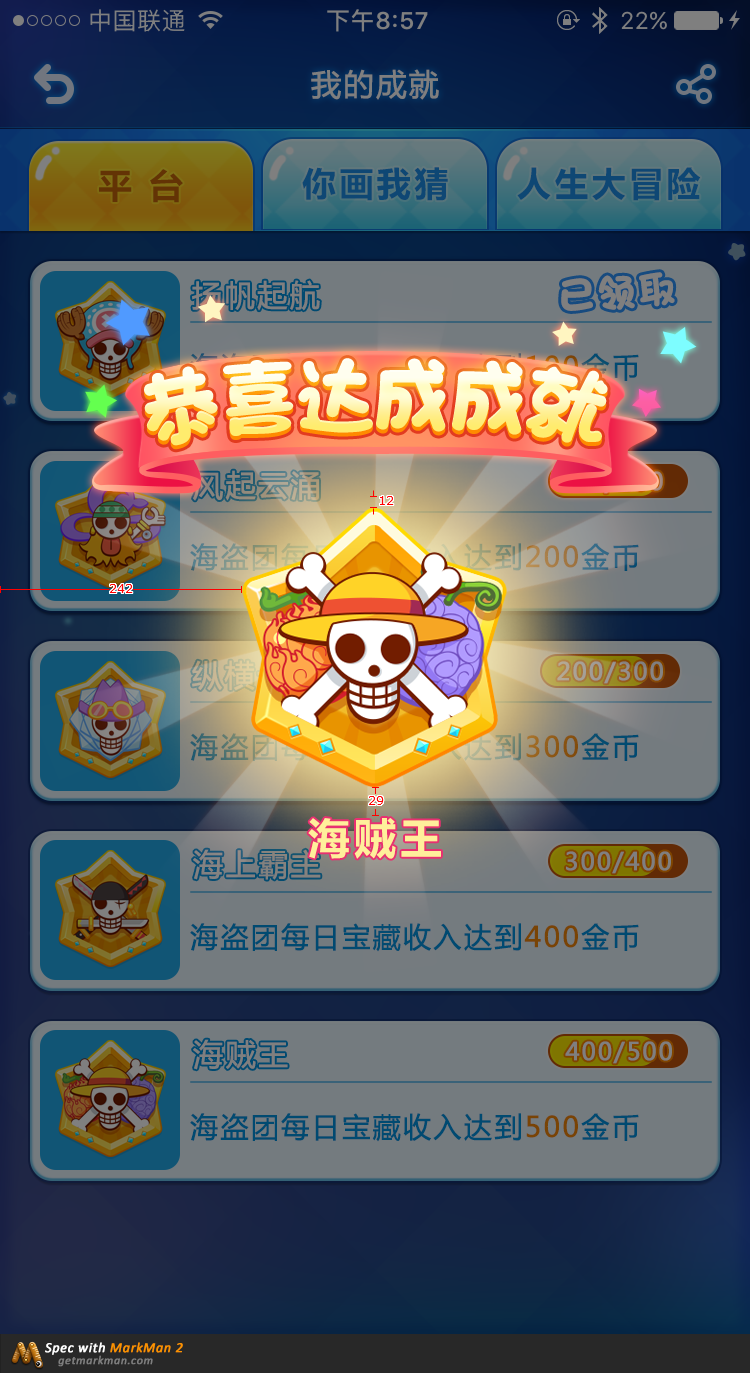 中国联通
下午8:57
22%
我的成就
平台
你画我猜
人生大冒险
扬帆起航
已领取
金币
恭喜达成成就
风起云涌
12
海盗团每
达到200金币
242
纵横
200/300
海盗团
达到300金币
29
海贼王
海上霸主
300/400
海盗团每日宝藏收入达到400金币
海贼王
400/500
海盗团每日宝藏收入达到500金币
Spec with MarkMan 2
getmarkman.com